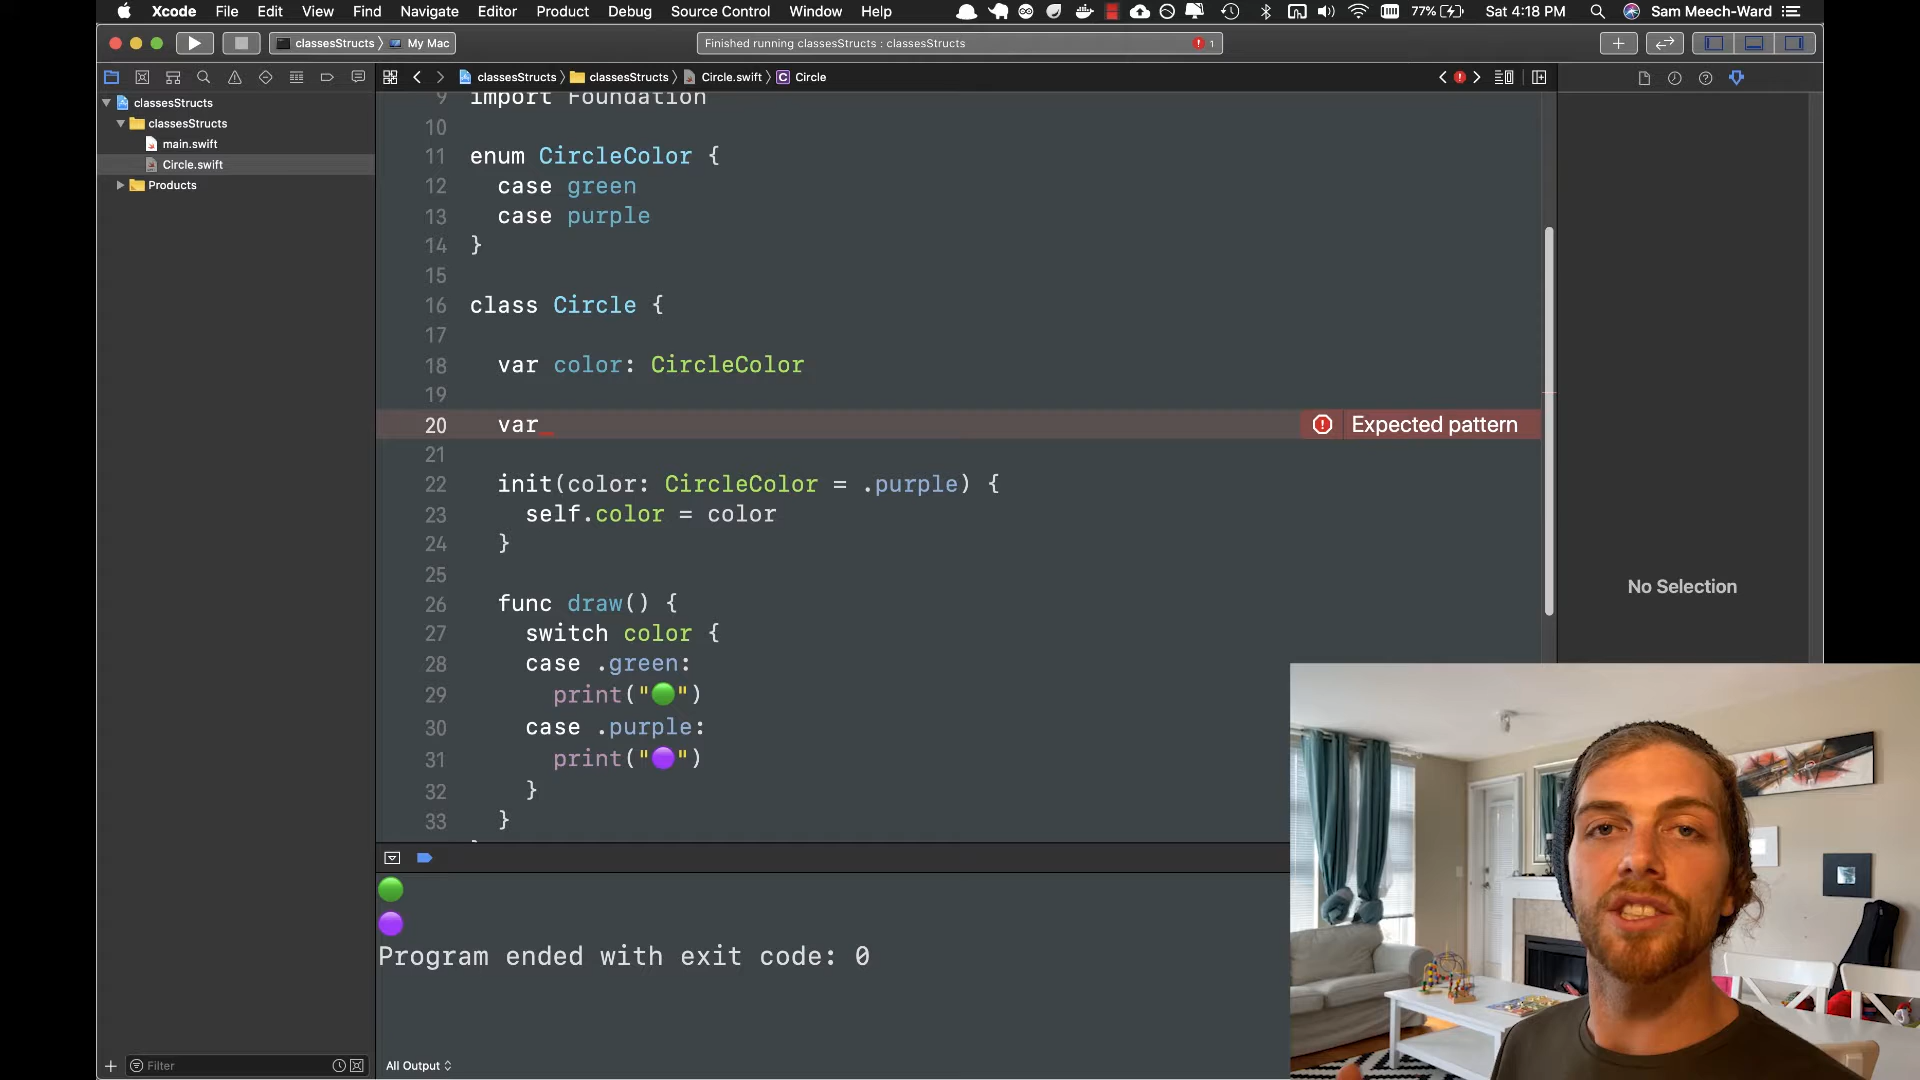 Xcode File Edit View Find Navigate Editor Product Debug Source Control Window Help 77% Sat 4:18 PM Sam Meech-Ward
classesStructs My Mac Finished running classesStructs : classesStructs 1
classesStructs classesStructs Circle.swift C Circle
classesStructs
classesStructs
main.swift
Circle.swift
Products
9 import Foundation
10
11 enum CircleColor {
12 case green
13 case purple
14 }
15
16 class Circle {
17
18 var color: CircleColor
19
20 var Expected pattern
21
22 init(color: CircleColor = .purple) {
23 self.color = color
24 }
25
26 func draw() {
27 switch color {
28 case .green:
29 print("🟢")
30 case .purple:
31 print("🟣")
32 }
33 }
No Selection
🟢
🟣
Program ended with exit code: 0
Filter
All Output